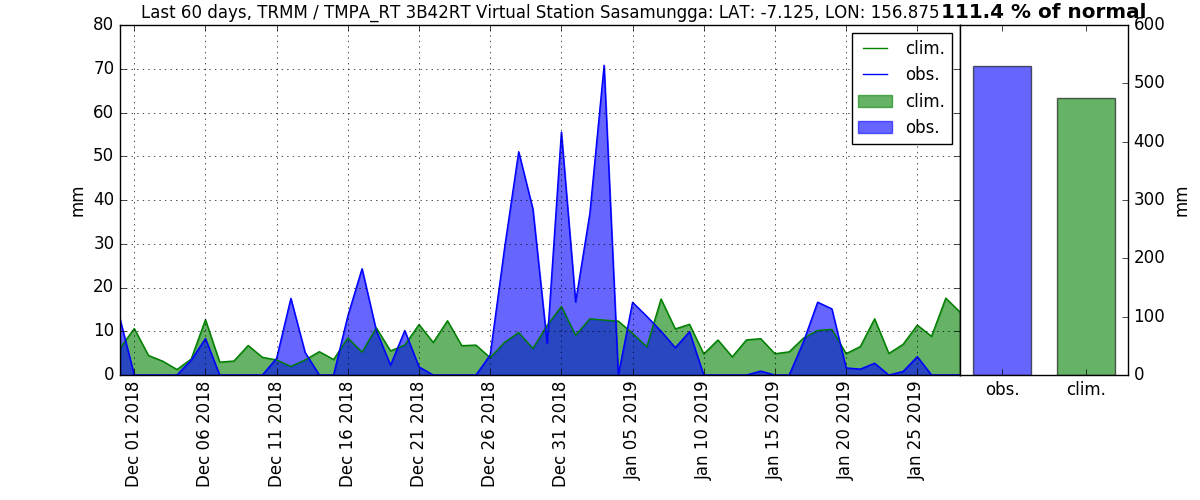 Last 60 days, TRMM / TMPA_RT 3B42RT Virtual Station Sasamungga: LAT: -7.125, LON: 156.875
111.4 % of normal
80
70
60
50
40
30
20
10
0
mm
clim.
obs.
clim.
obs.
600
500
400
300
200
100
0
mm
obs.
clim.
Dec 01 2018
Dec 06 2018
Dec 11 2018
Dec 16 2018
Dec 21 2018
Dec 26 2018
Dec 31 2018
Jan 05 2019
Jan 10 2019
Jan 15 2019
Jan 20 2019
Jan 25 2019